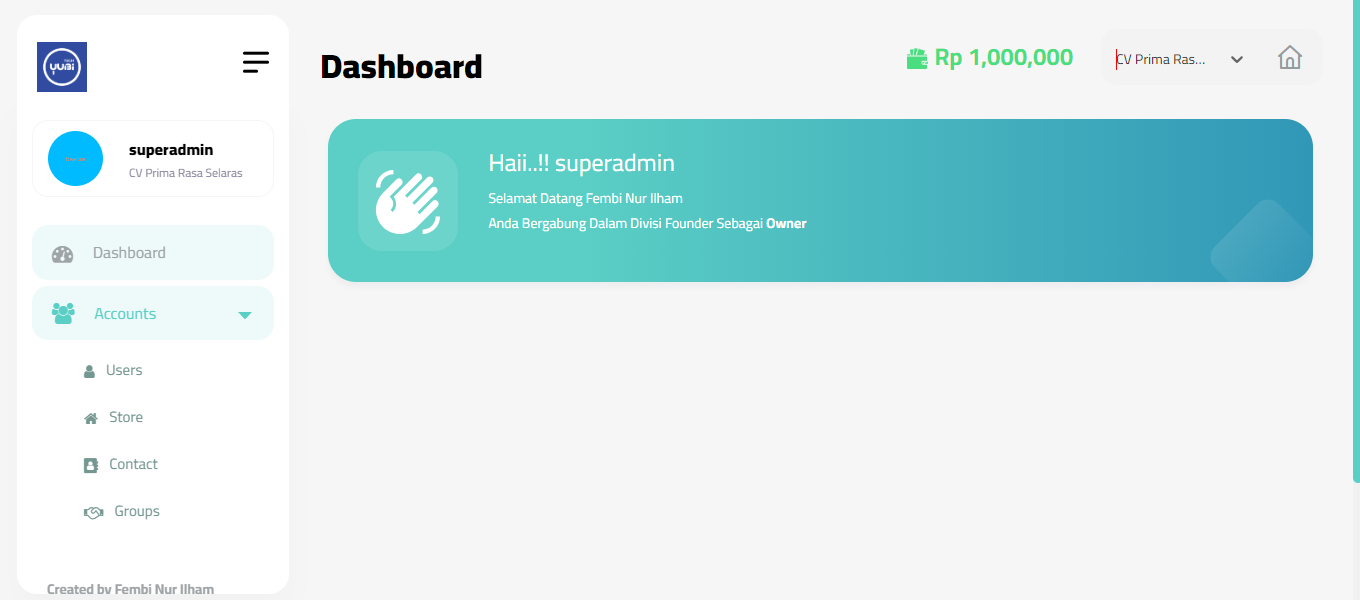 YUMBI
superadmin
CV Prima Rasa Selaras
Dashboard
Accounts
Users
Store
Contact
Groups
Created by Fembi Nur Ilham
Dashboard
Rp 1,000,000
CV Prima Ras...
Haii..!! superadmin
Selamat Datang Fembi Nur Ilham
Anda Bergabung Dalam Divisi Founder Sebagai Owner